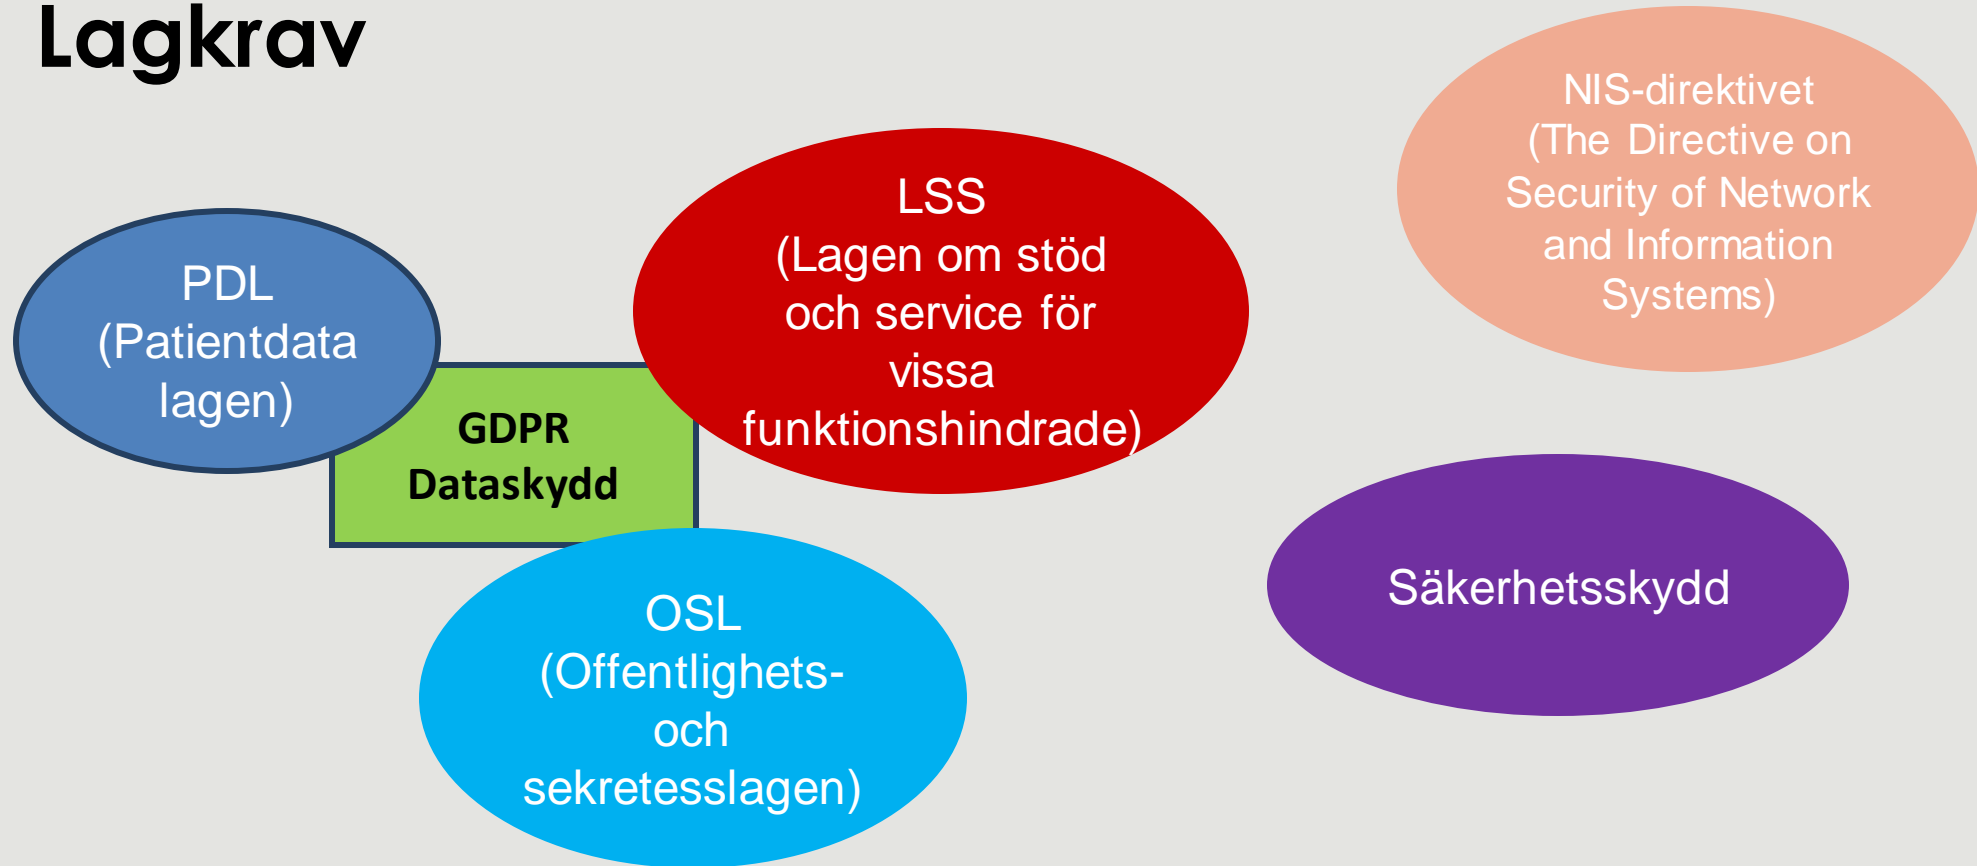 Lagkrav
PDL
(Patientdata
lagen)
GDPR
Dataskydd
LSS
(Lagen om stöd
och service för
vissa
funktionshindrade)
OSL
(Offentlighets-
och
sekretesslagen)
NIS-direktivet
(The Directive on
Security of Network
and Information
Systems)
Säkerhetsskydd